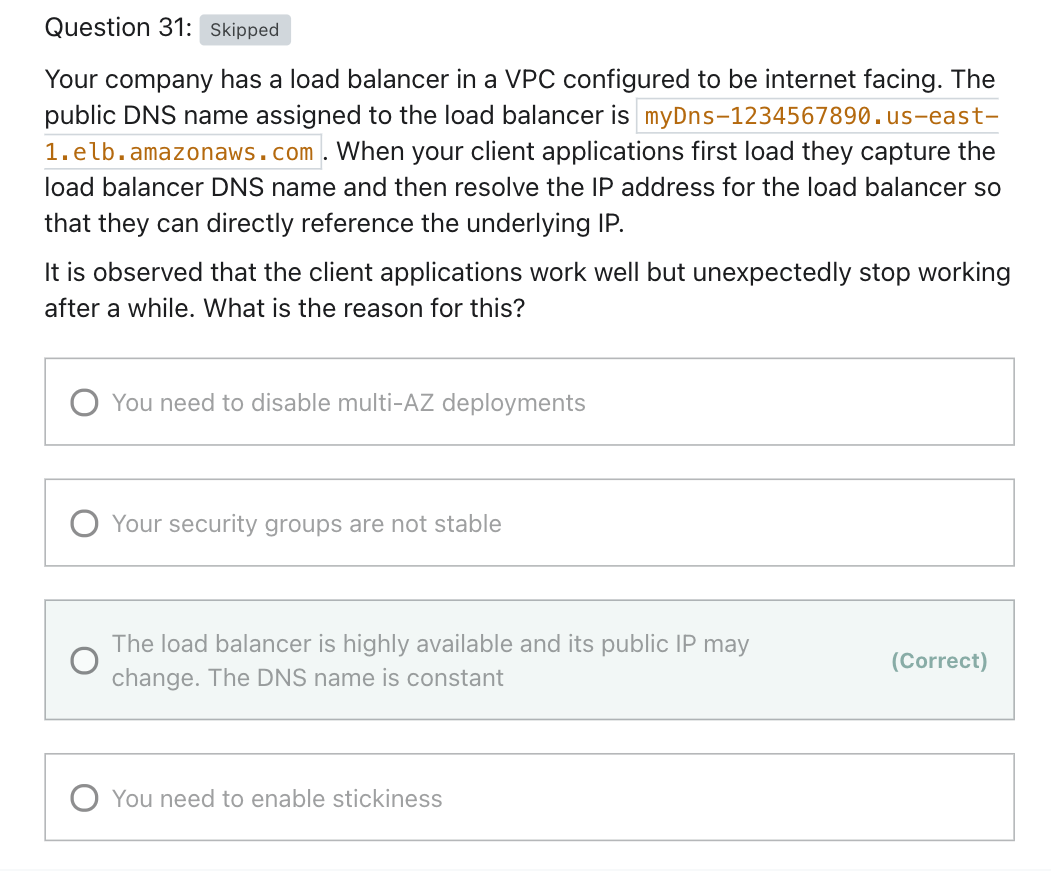 Question 31: Skipped
Your company has a load balancer in a VPC configured to be internet facing. The
public DNS name assigned to the load balancer is myDns-1234567890.us-east-
1.elb.amazonaws.com. When your client applications first load they capture the
load balancer DNS name and then resolve the IP address for the load balancer so
that they can directly reference the underlying IP.
It is observed that the client applications work well but unexpectedly stop working
after a while. What is the reason for this?
You need to disable multi-AZ deployments
Your security groups are not stable
The load balancer is highly available and its public IP may
change. The DNS name is constant
(Correct)
You need to enable stickiness